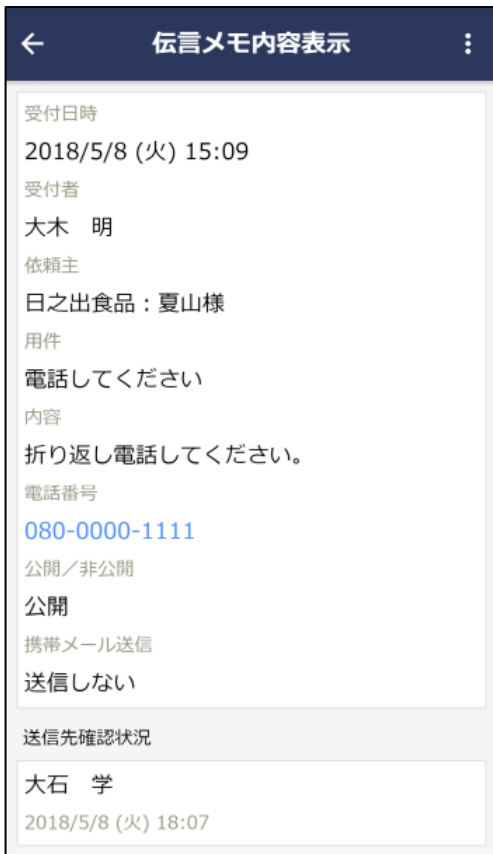 伝言メモ内容表示
受付日時
2018/5/8 (火) 15:09
受付者
大木　明
依頼主
日之出食品：夏山様
用件
電話してください
内容
折り返し電話してください。
電話番号
080-0000-1111
公開／非公開
公開
携帯メール送信
送信しない
送信先確認状況
大石　学
2018/5/8 (火) 18:07